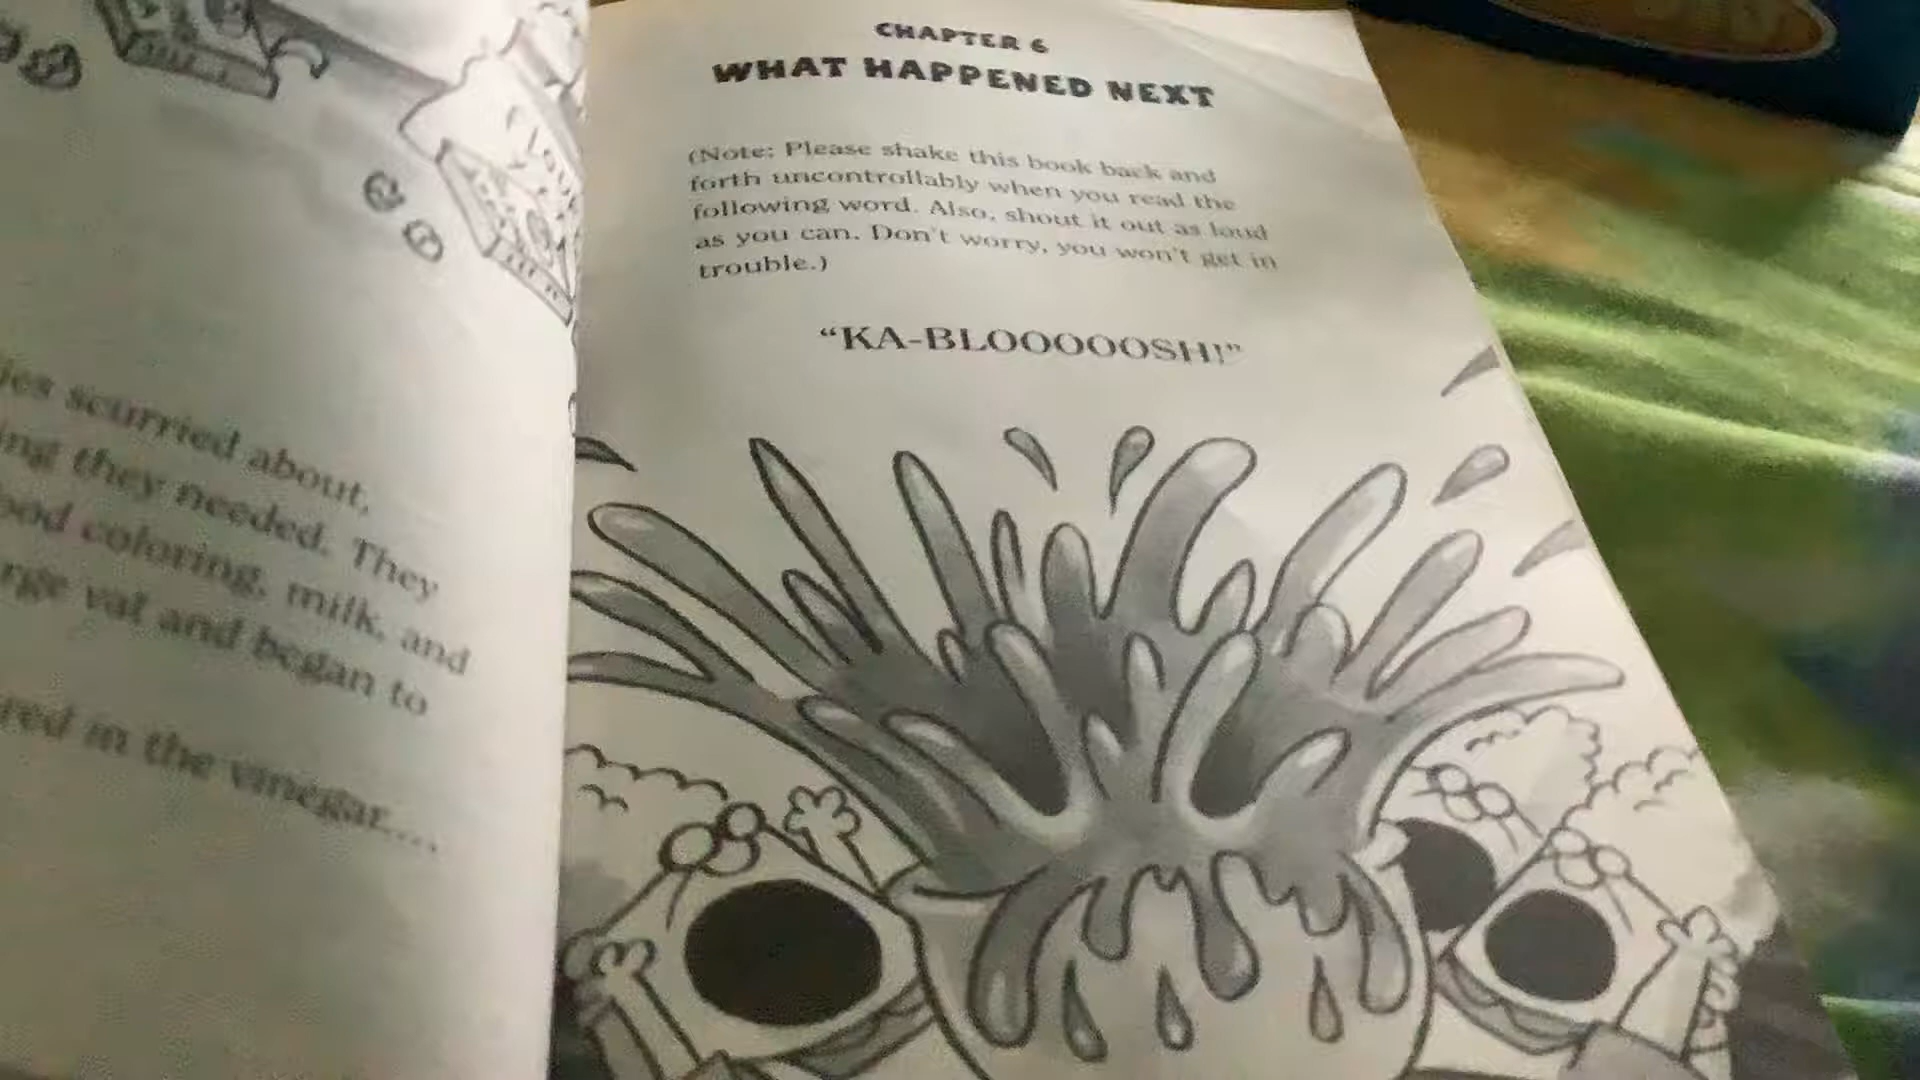 scurried about,
they needed. They
coloring, milk, and
vat and began to
in the vinegar....
CHAPTER 6
WHAT HAPPENED NEXT
(Note: Please shake this book back and
forth uncontrollably when you read the
following word. Also, shout it out as loud
as you can. Don't worry, you won't get in
trouble.)
“KA-BLOOOOOSH!”